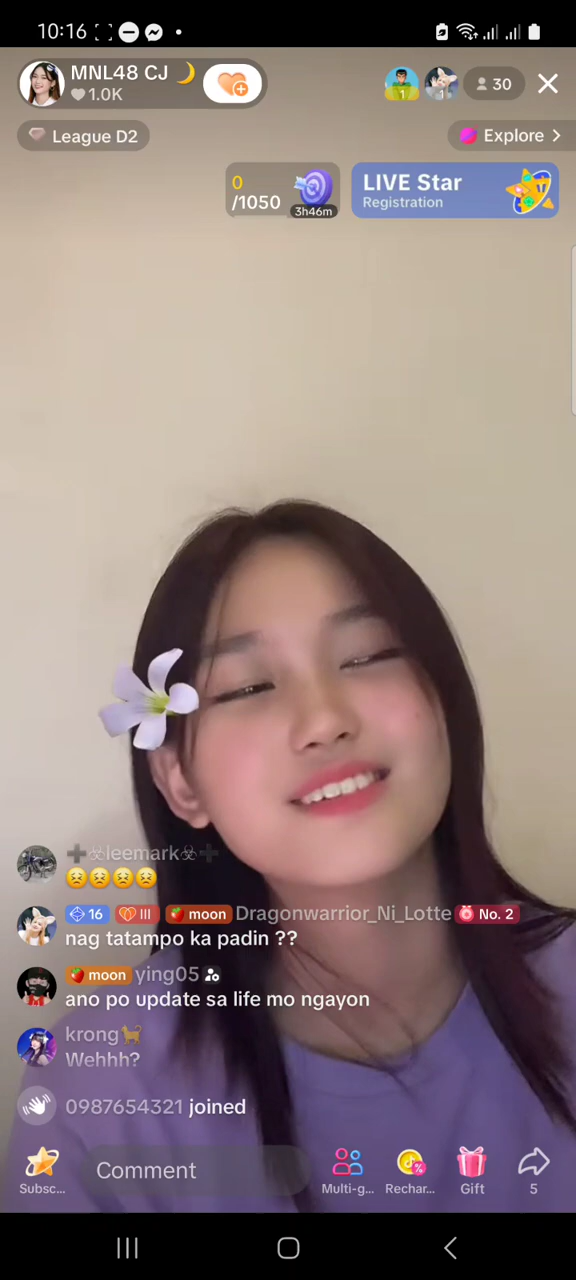 10:16
MNL48 CJ 🌙
1.0K
1
1
30
League D2
Explore
0
/1050
3h46m
LIVE Star
Registration
➕☣leemark☣➕
😣😣😣😣
16 III moon Dragonwarrior_Ni_Lotte No. 2
nag tatampo ka padin ??
moon ying05
ano po update sa life mo ngayon
krong🐈
Wehhh?
0987654321 joined
Comment
Subsc...
Multi-g...
Rechar...
Gift
5